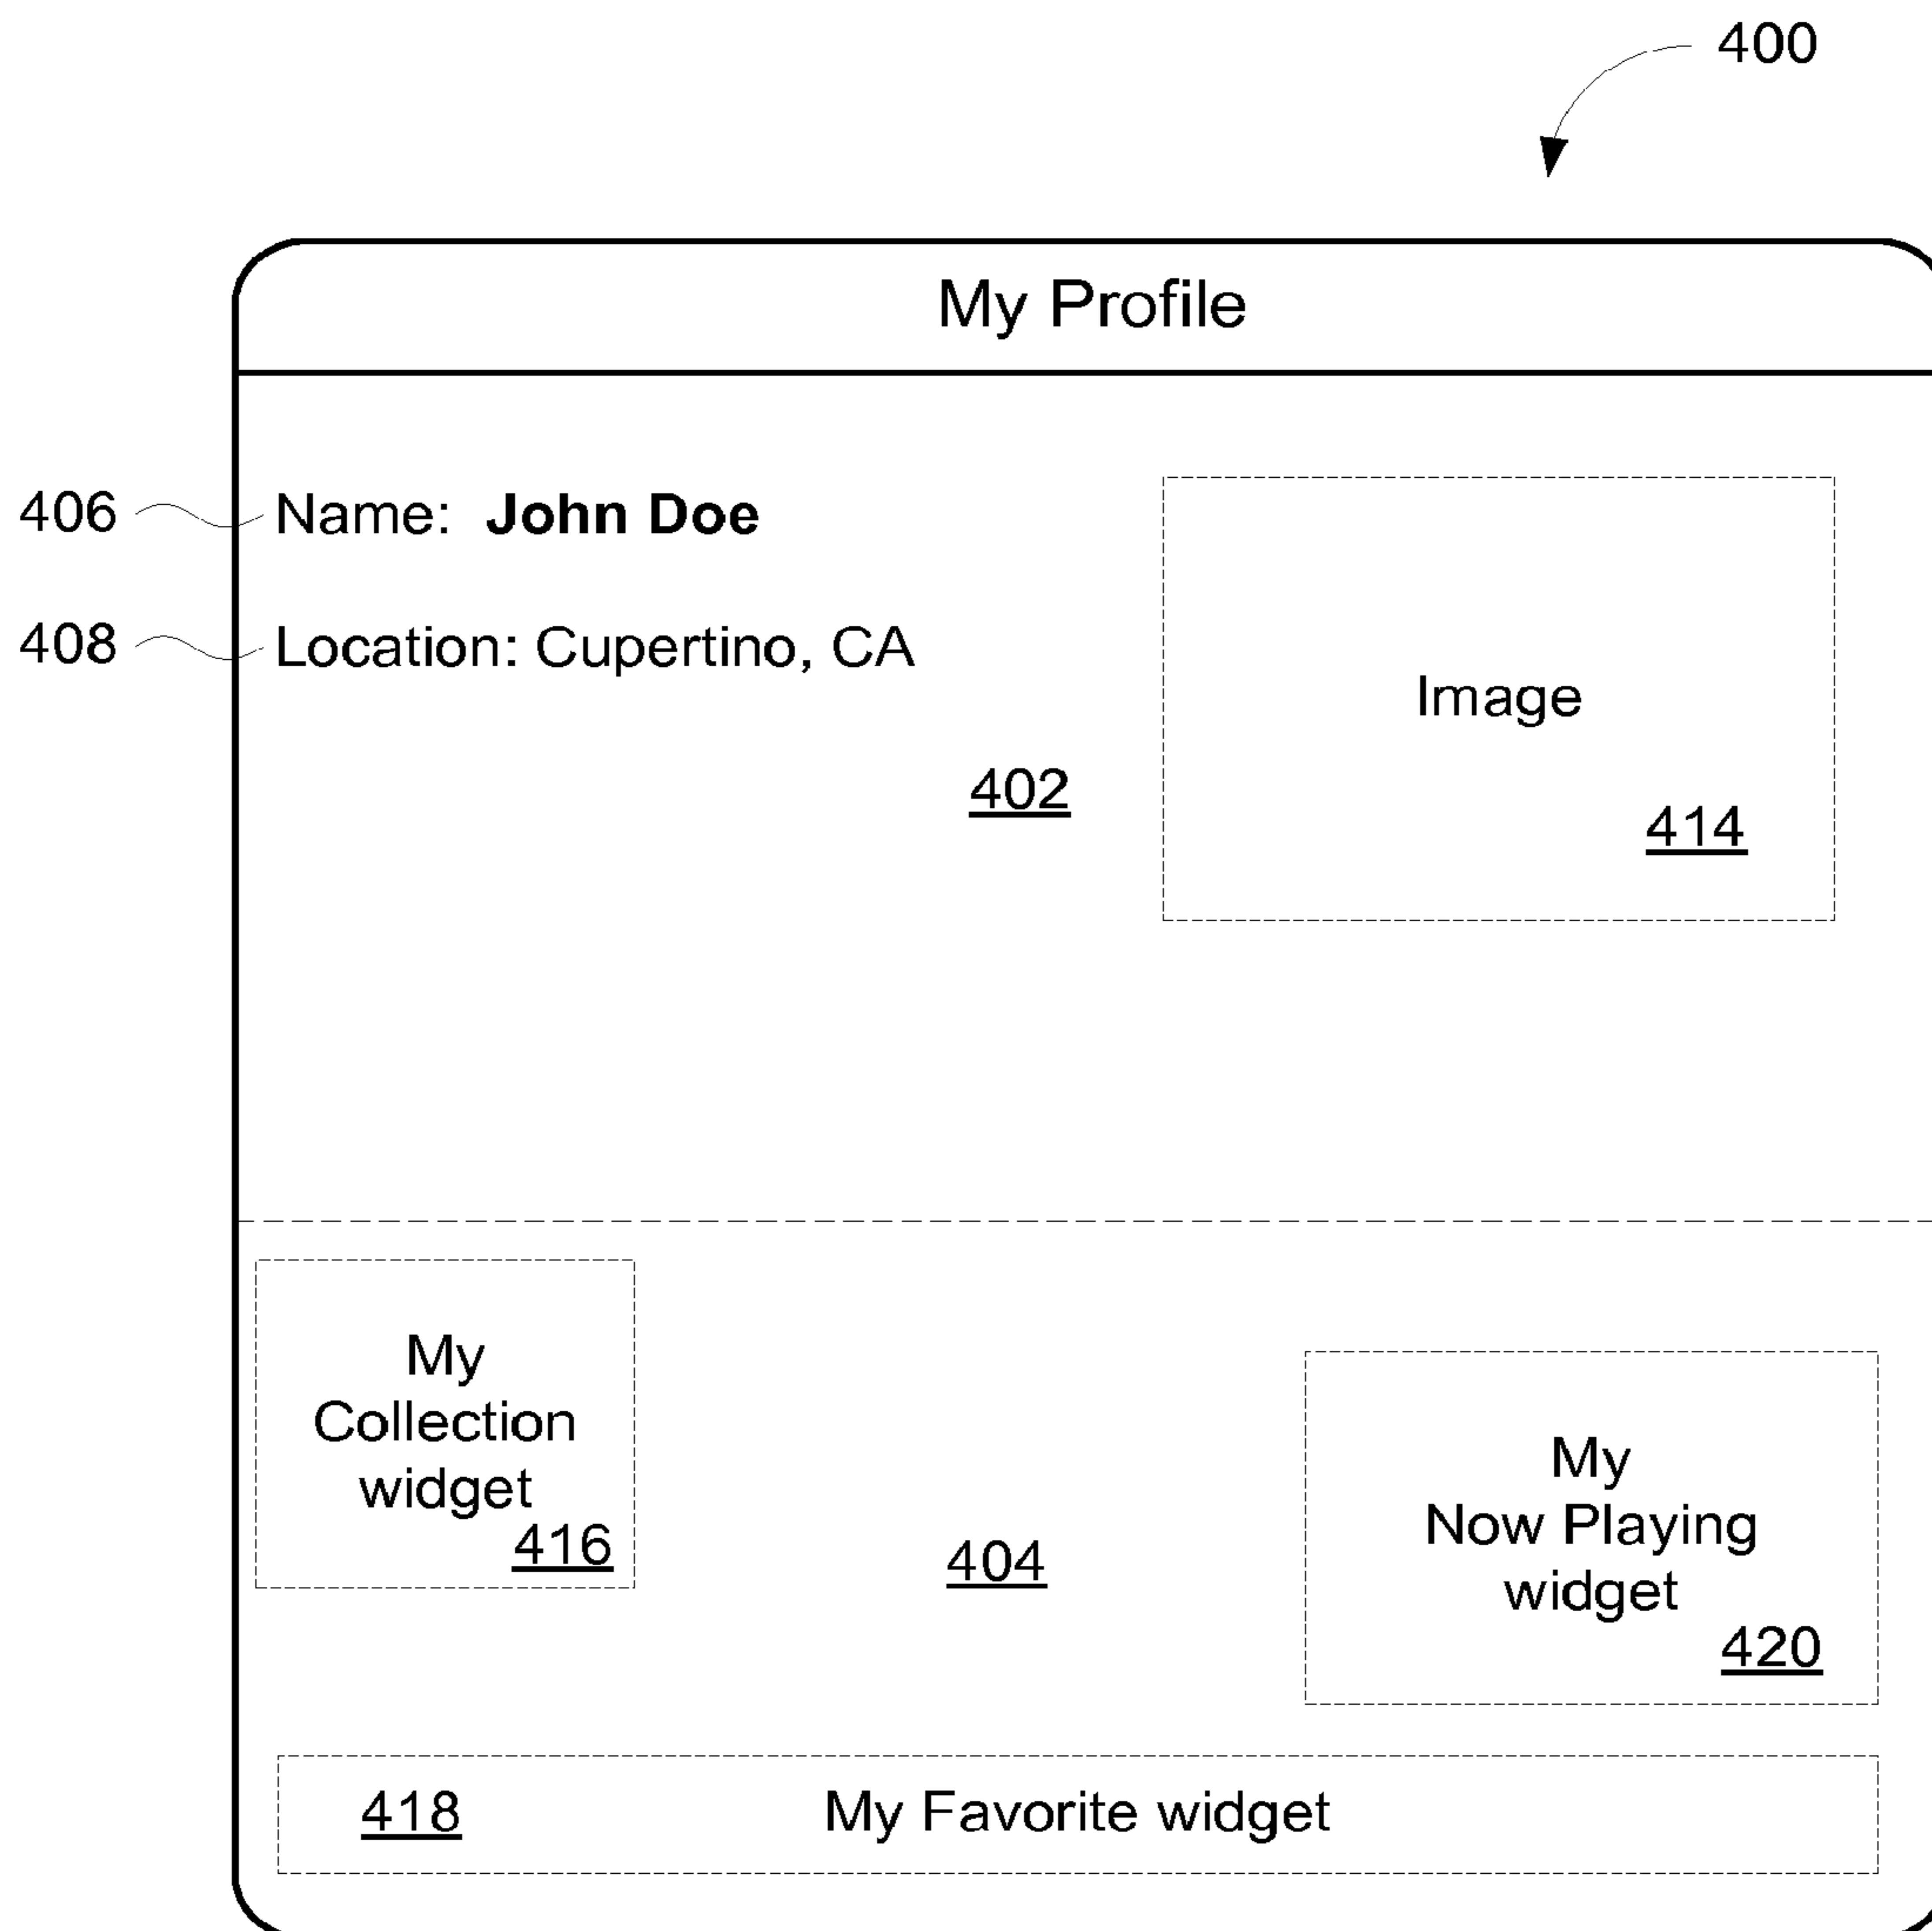 400
My Profile
406 Name: John Doe
408 Location: Cupertino, CA
Image
402
414
My
Collection
widget
416
404
My
Now Playing
widget
420
418 My Favorite widget